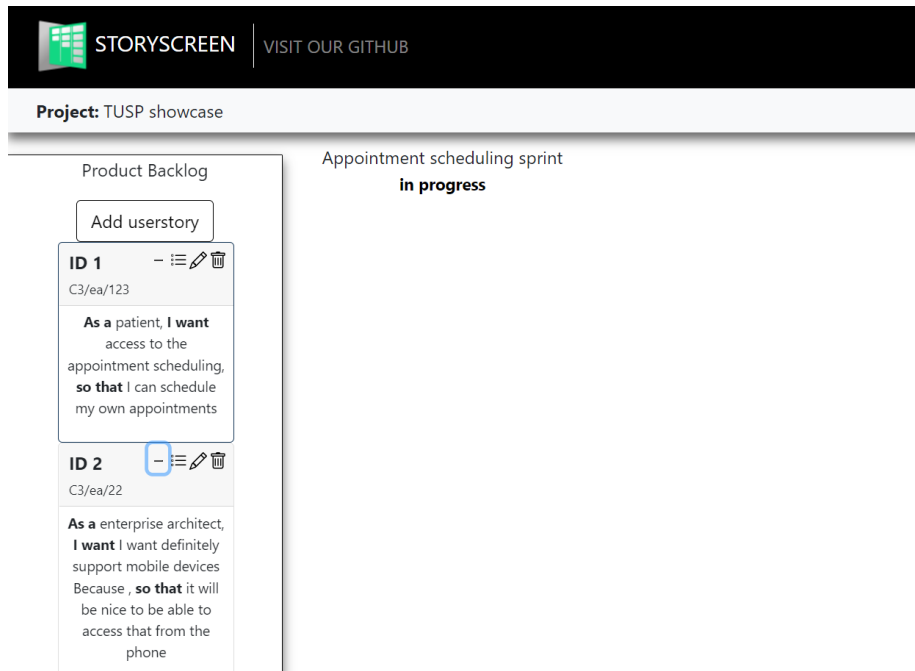 STORYSCREEN
VISIT OUR GITHUB
Project: TUSP showcase
Product Backlog
Add userstory
ID 1
C3/ea/123
As a patient, I want
access to the
appointment scheduling,
so that I can schedule
my own appointments
ID 2
C3/ea/22
As a enterprise architect,
I want I want definitely
support mobile devices
Because , so that it will
be nice to be able to
access that from the
phone
Appointment scheduling sprint
in progress